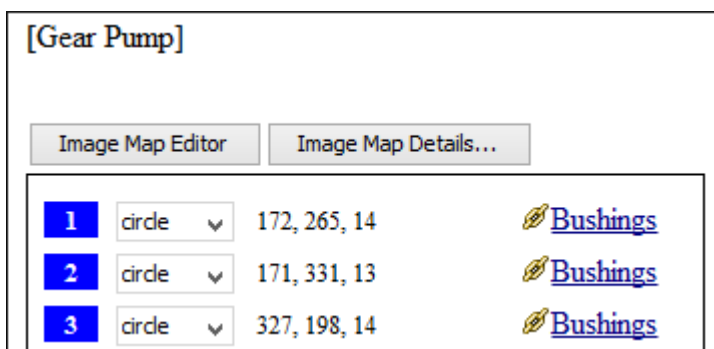 [Gear Pump]
Image Map Editor Image Map Details...
1 circle 172, 265, 14 Bushings
2 circle 171, 331, 13 Bushings
3 circle 327, 198, 14 Bushings